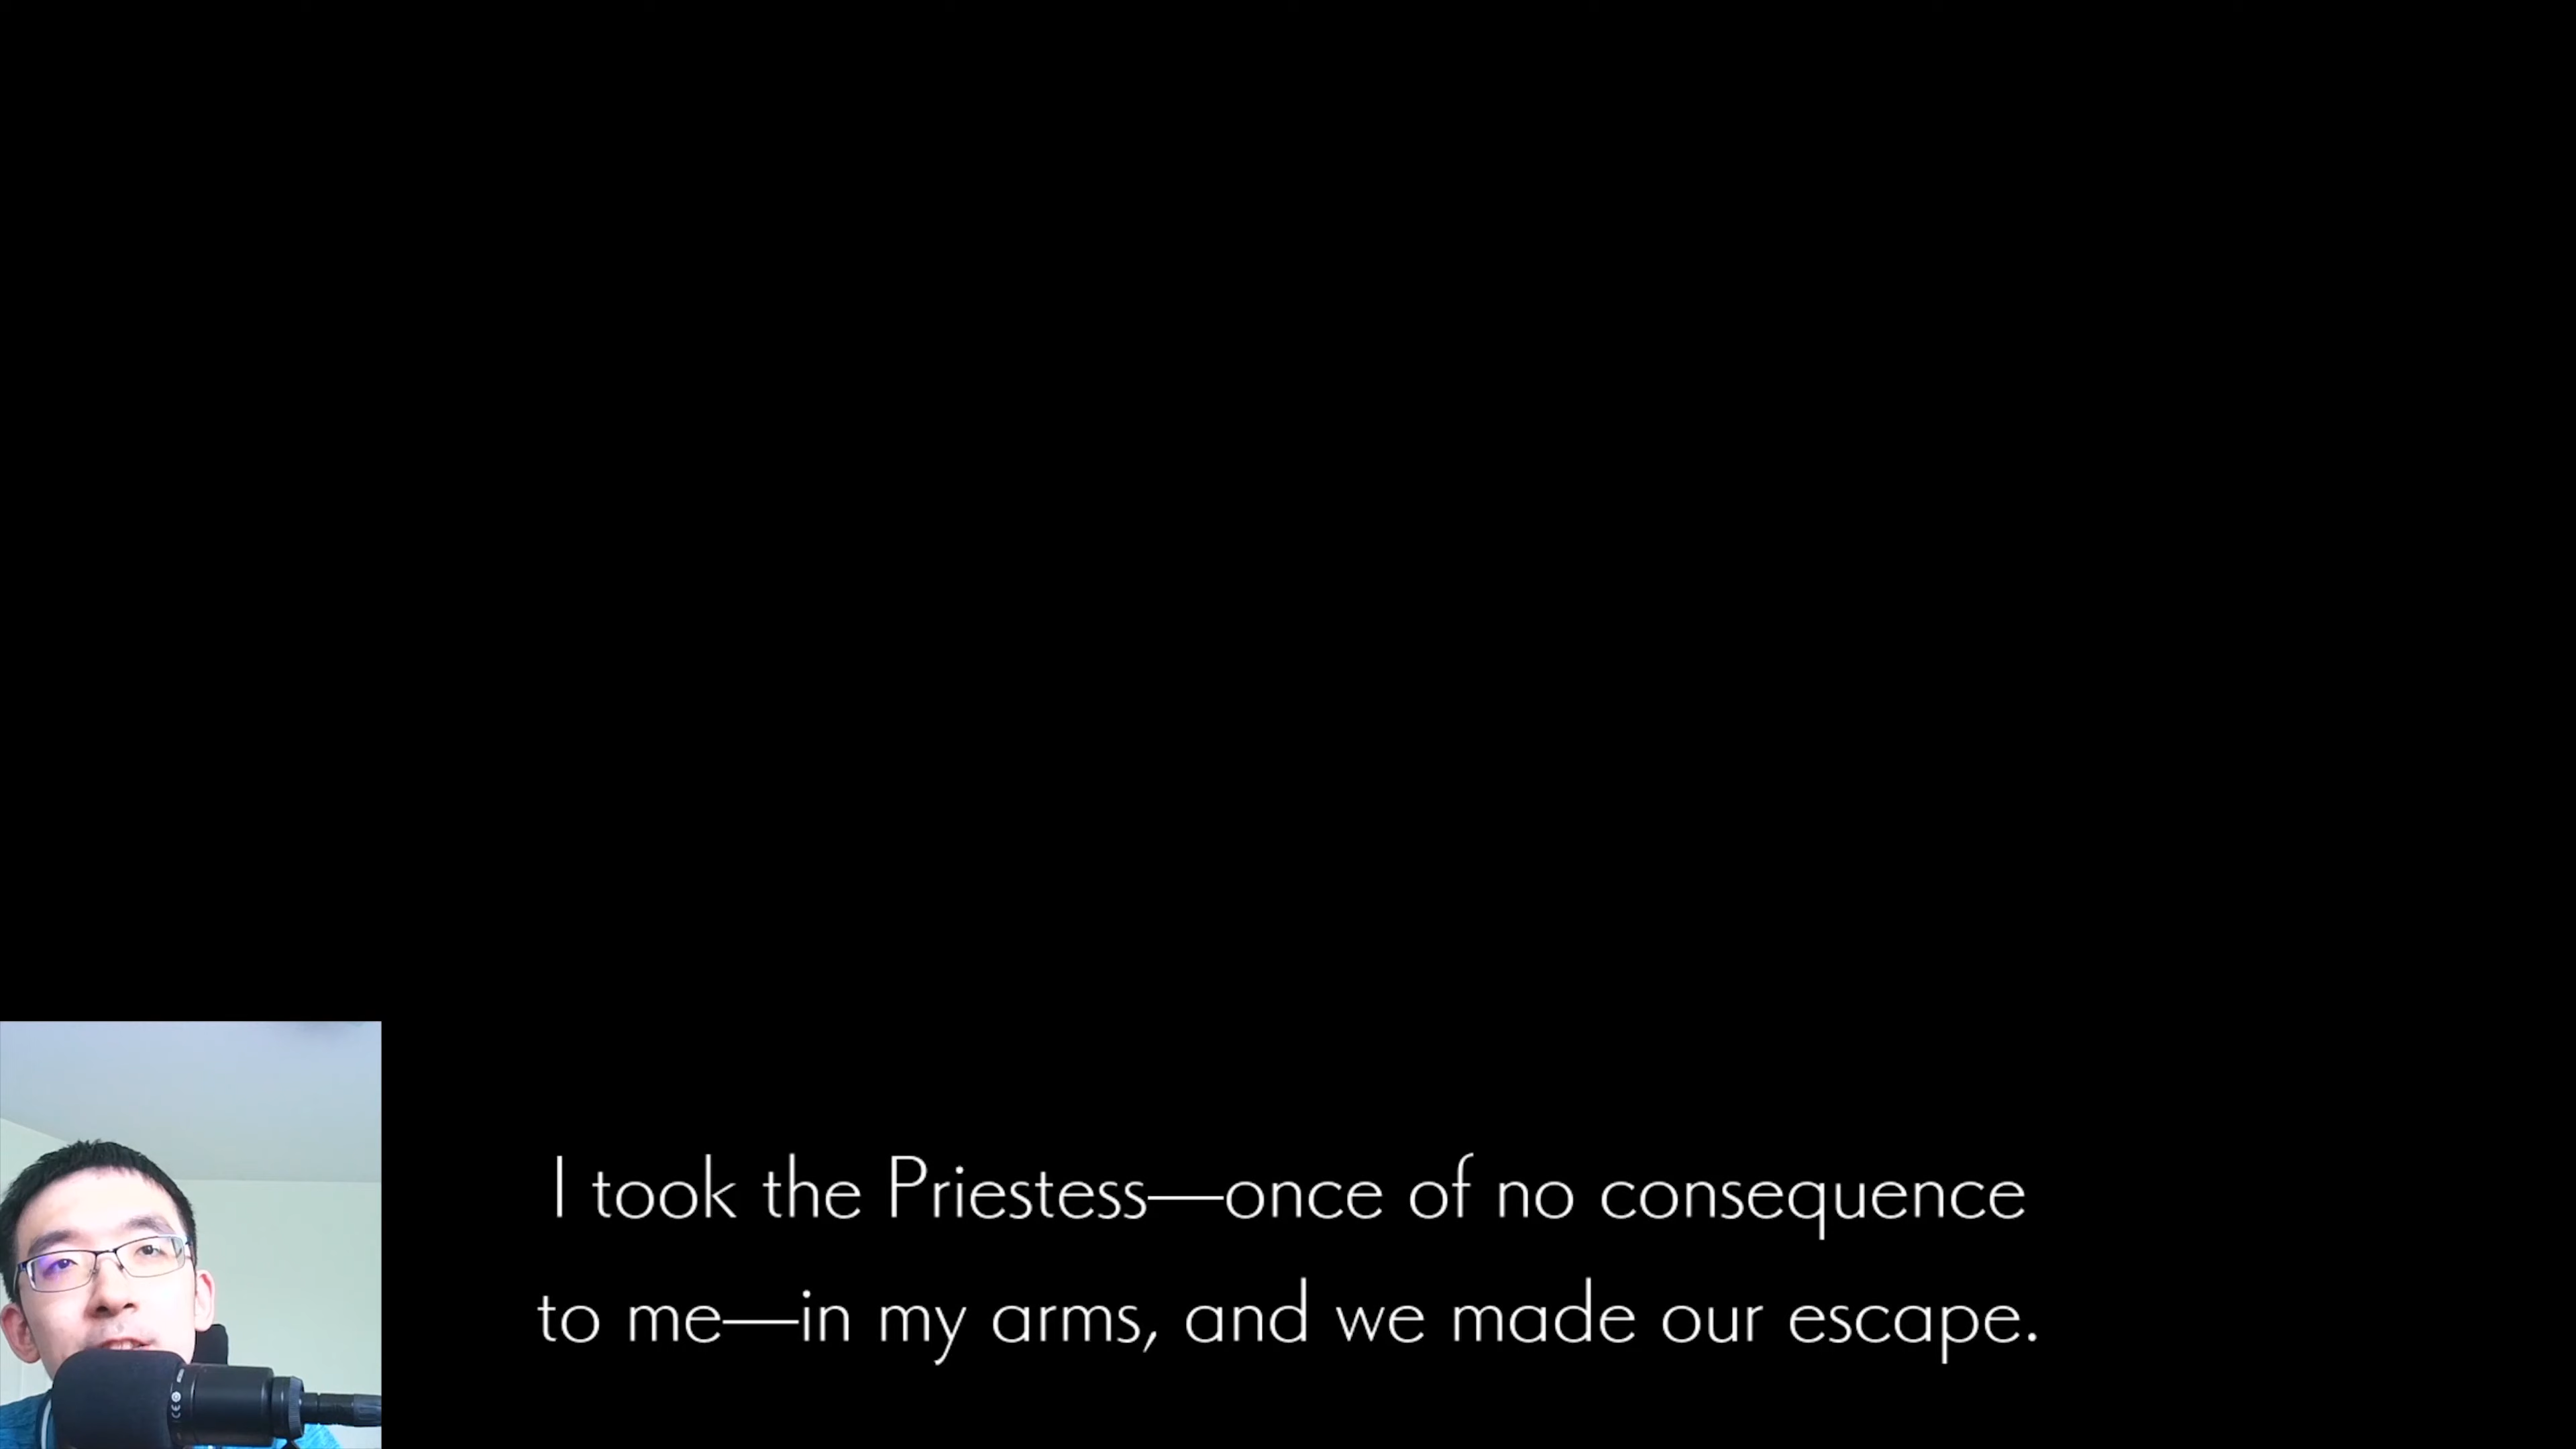 I took the Priestess—once of no consequence
to me—in my arms, and we made our escape.